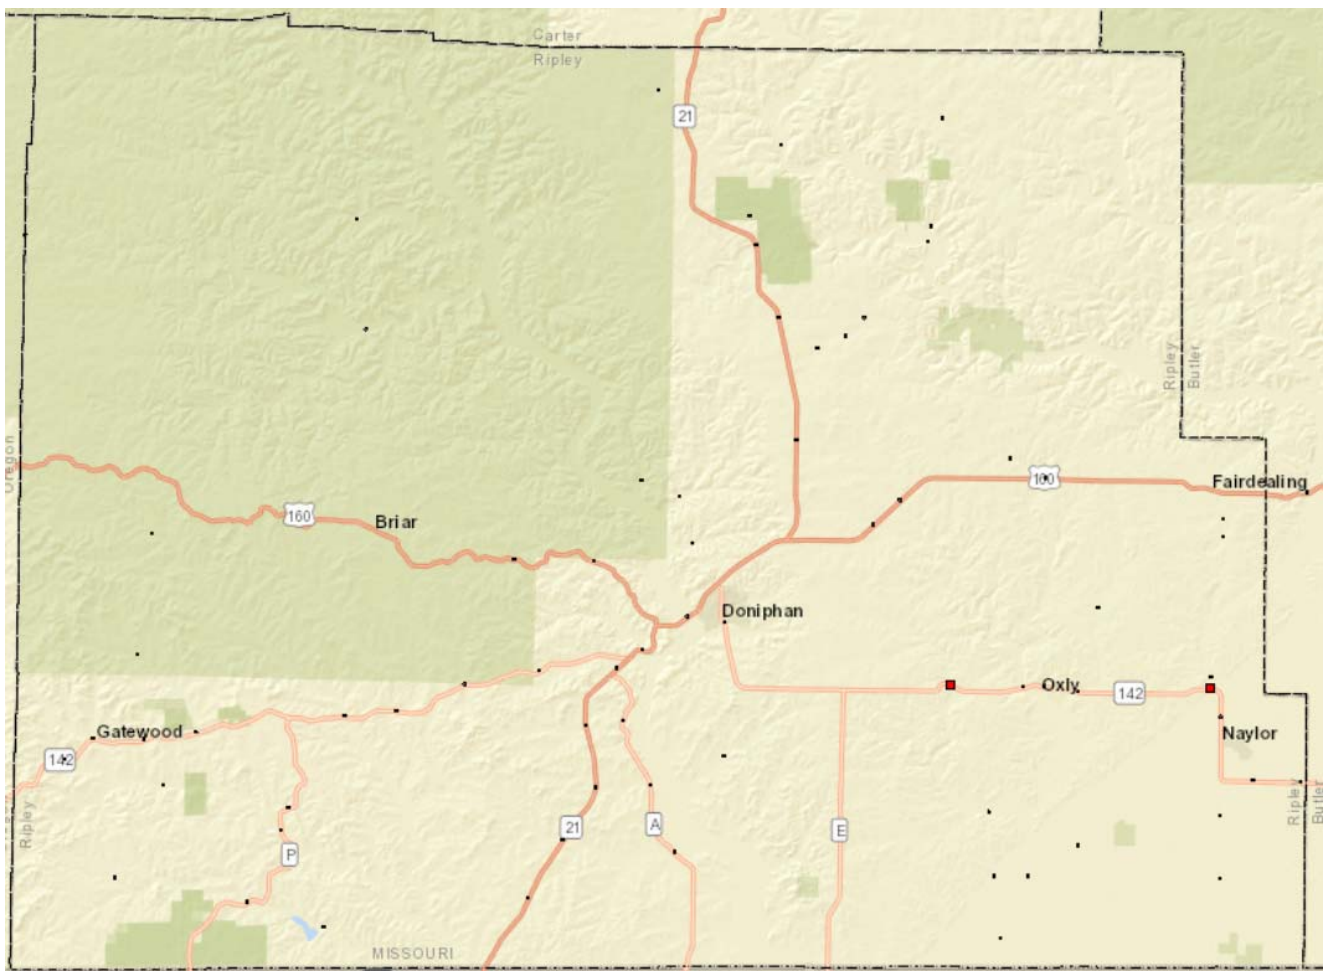 Carter
Ripley
21
Ripley
Butler
Oregon
160
Fairdealing
160
Briar
Doniphan
Oxly
142
Gatewood
Naylor
142
Ripley
Ripley
Butler
21
A
E
P
MISSOURI